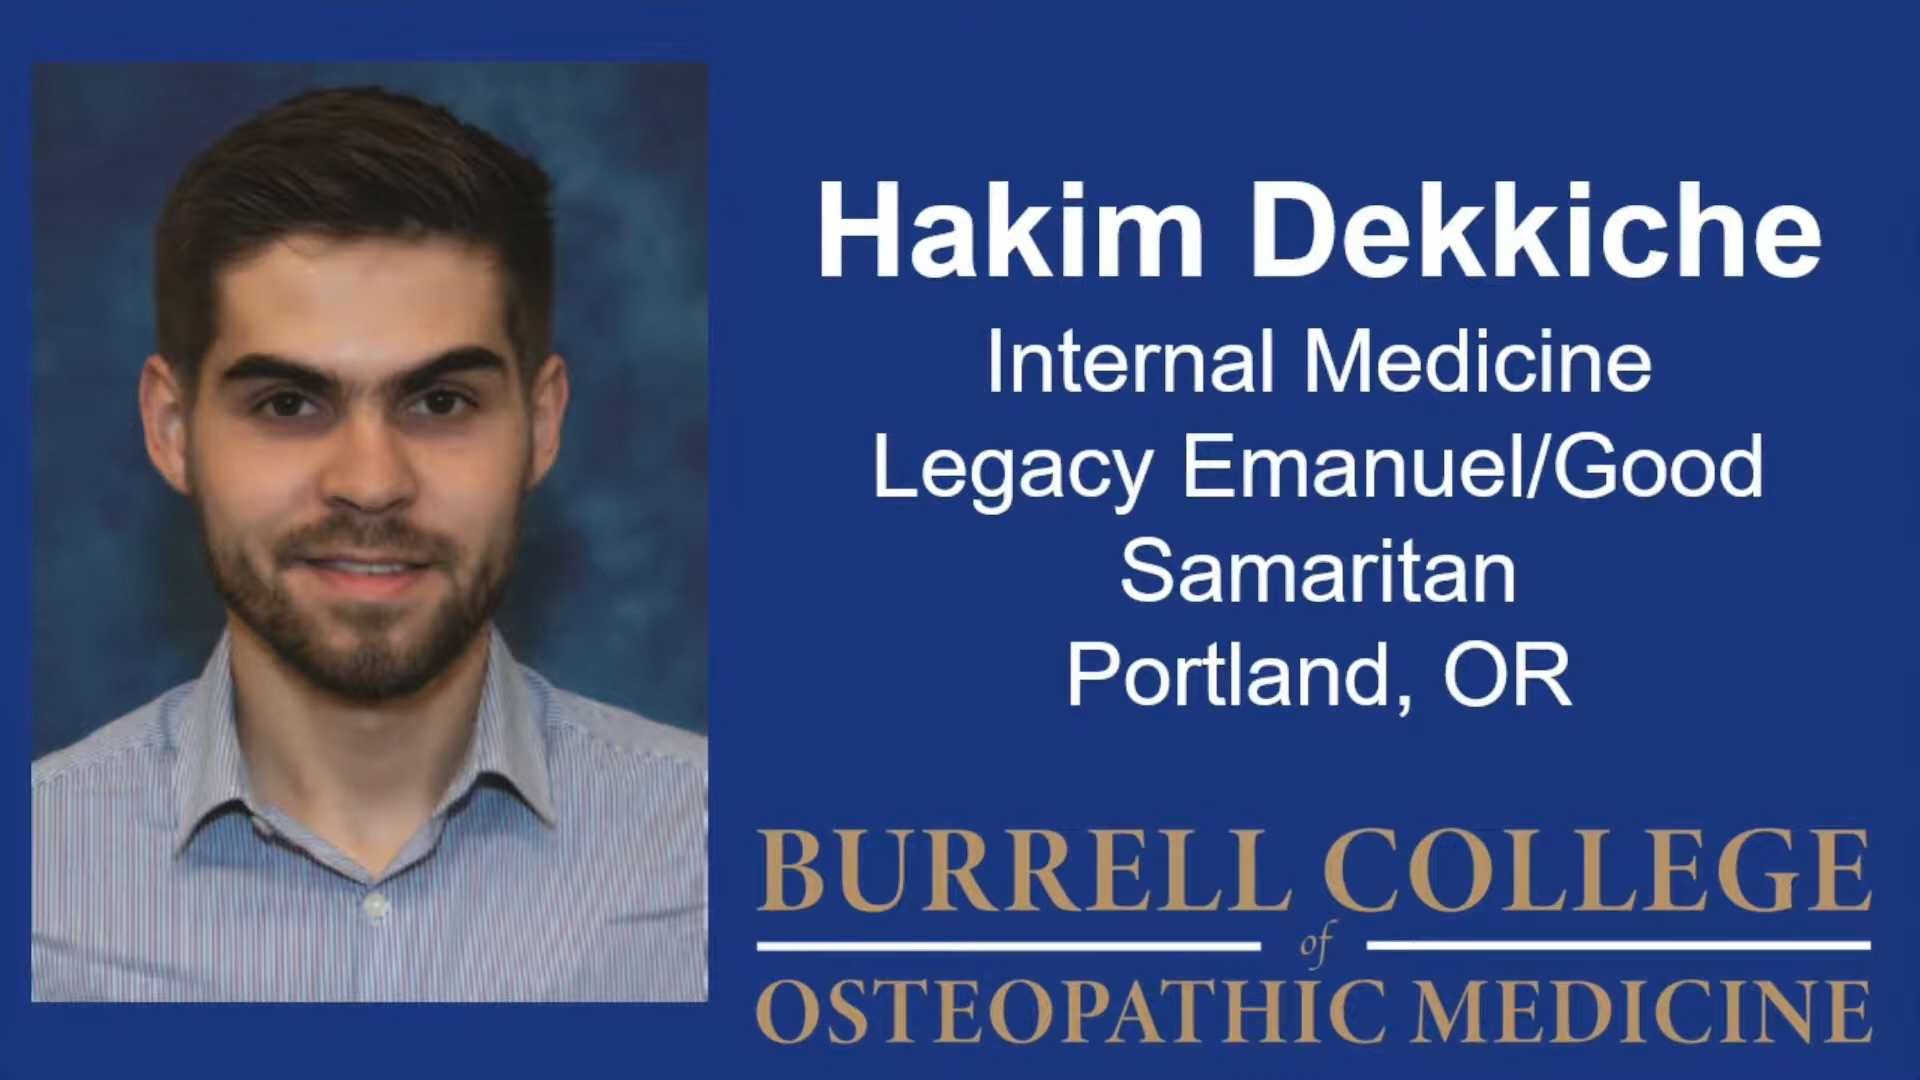 Hakim Dekkiche
Internal Medicine
Legacy Emanuel/Good
Samaritan
Portland, OR
BURRELL COLLEGE
of
OSTEOPATHIC MEDICINE